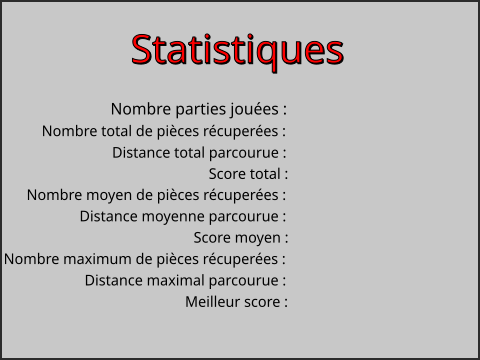 Statistiques
Nombre parties jouées :
Nombre total de pièces récuperées :
Distance total parcourue :
Score total :
Nombre moyen de pièces récuperées :
Distance moyenne parcourue :
Score moyen :
Nombre maximum de pièces récuperées :
Distance maximal parcourue :
Meilleur score :